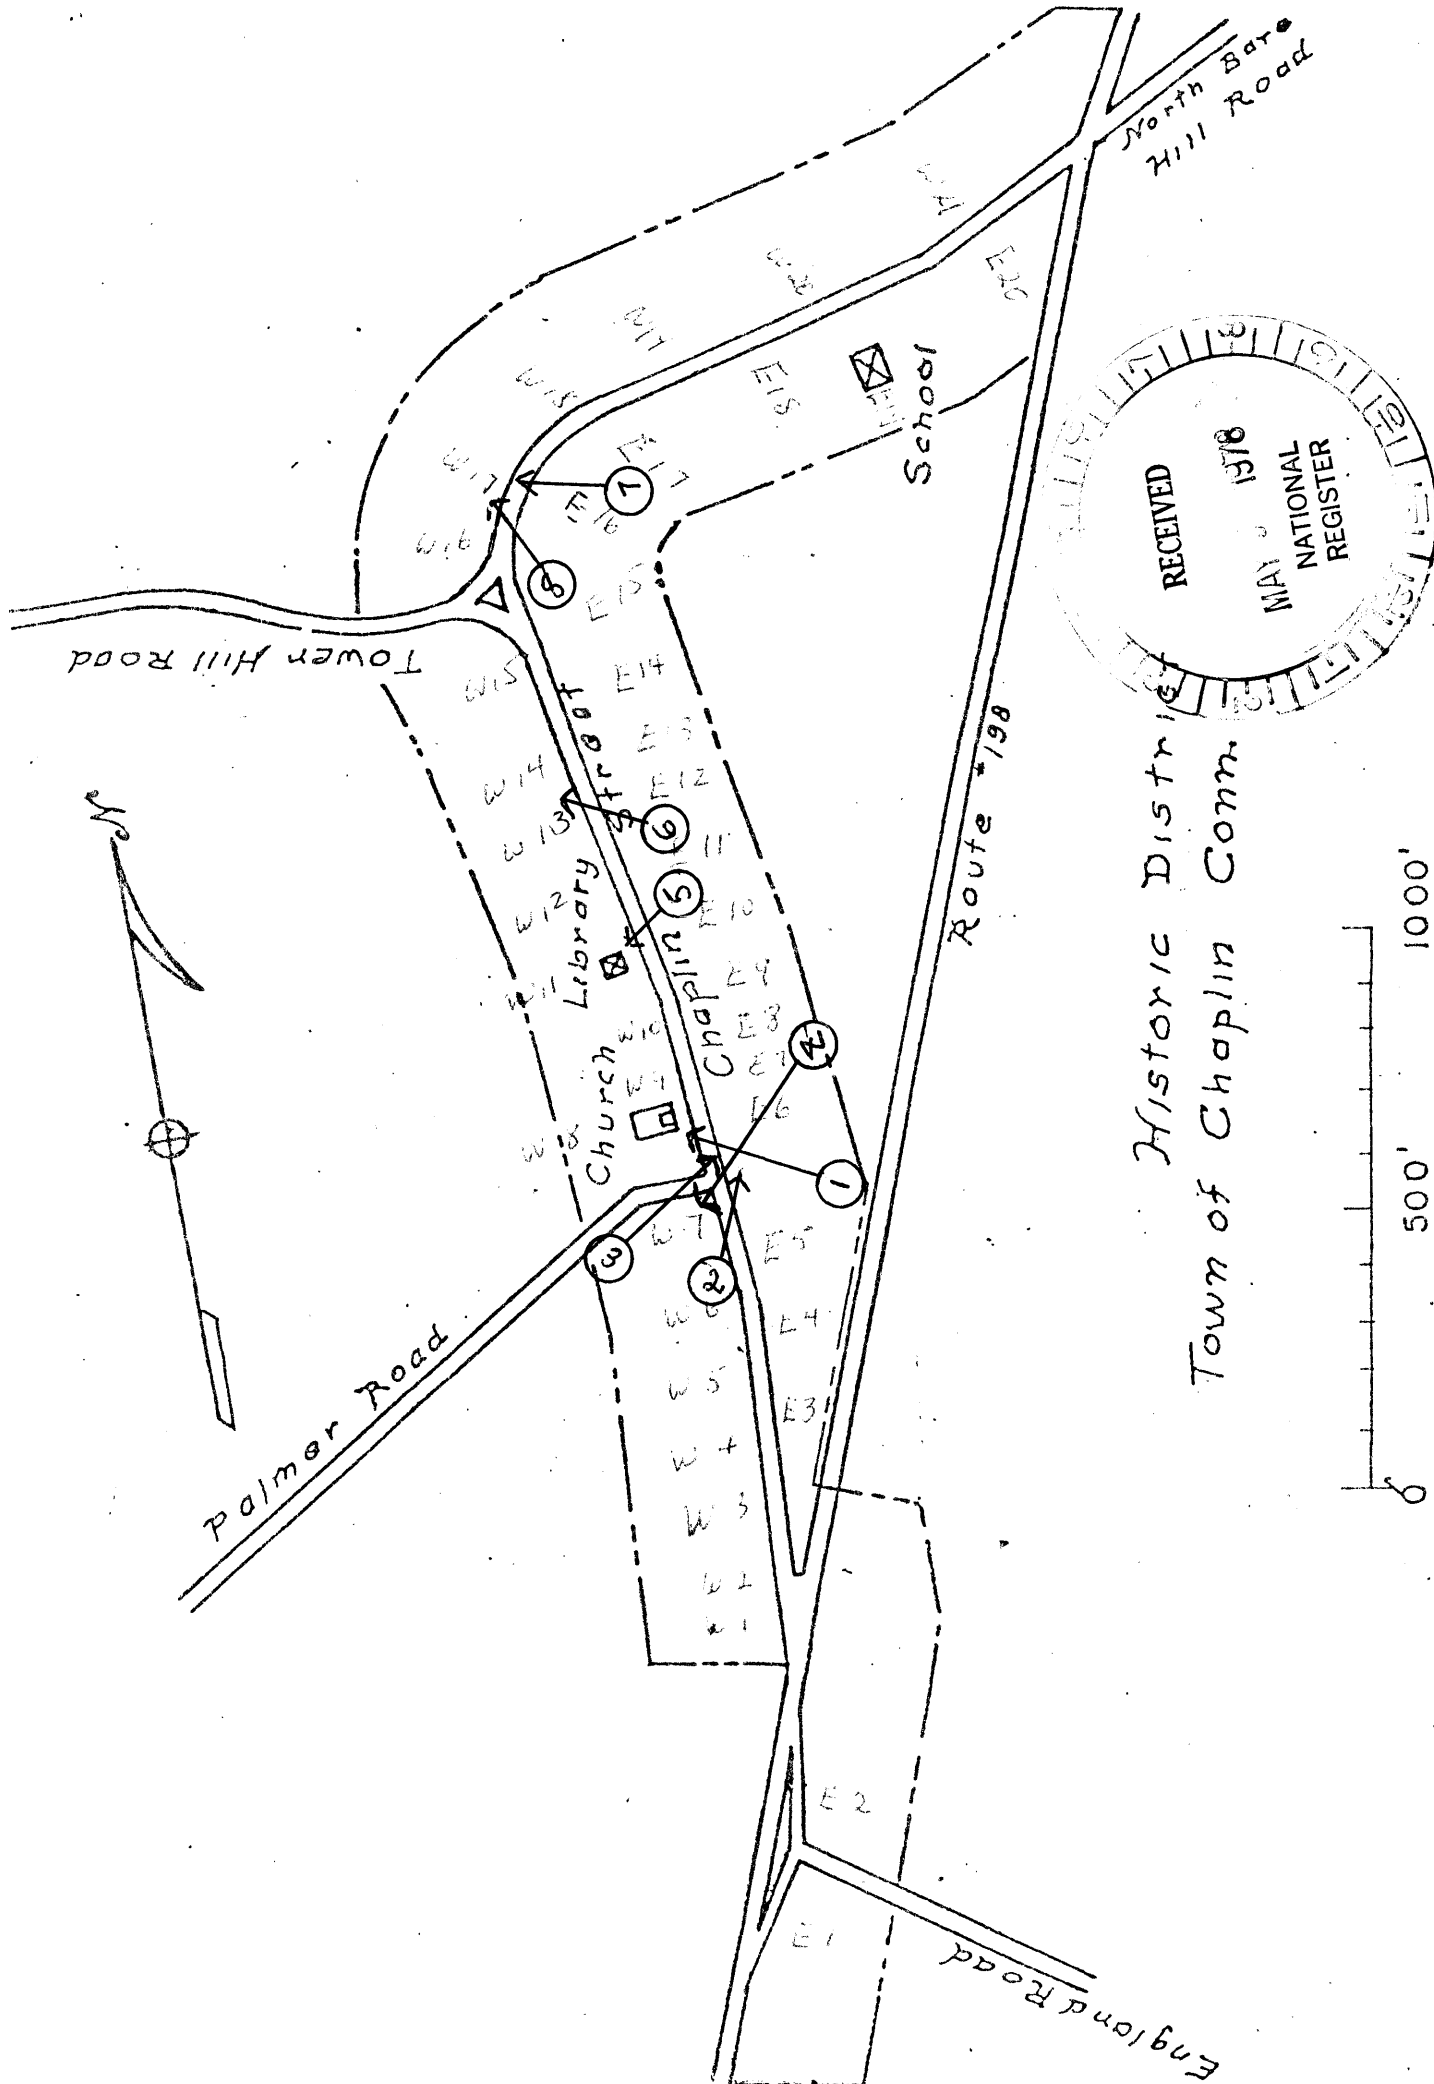 Historic District
Town of Chaplin Conn.
0 500' 1000'
RECEIVED
MAY 1978
NATIONAL
REGISTER
N
North Bare
Hill Road
Tower Hill Road
Palmer Road
England Road
Route #198
Chaplin Street
Library
Church
School
1
2
3
4
5
6
7
8
W 1
W 2
W 3
W 4
W 5
W 6
W 7
W 8
W 9
W 10
W 11
W 12
W 13
W 14
W 15
W 16
W 17
W 18
E 1
E 2
E 3
E 4
E 5
E 6
E 7
E 8
E 9
E 10
11
E 12
E 13
E 14
E 15
E 16
E 17
E 18
E 20